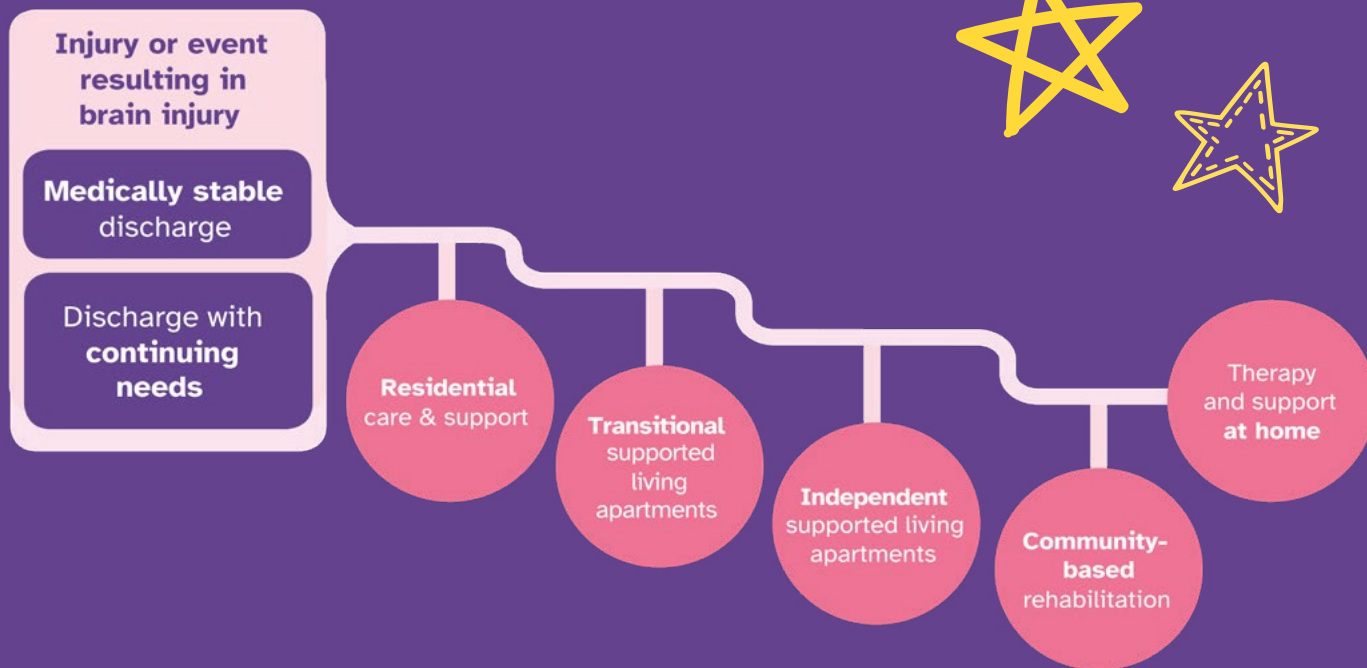 Injury or event
resulting in
brain injury
Medically stable
discharge
Discharge with
continuing
needs
Residential
care & support
Transitional
supported
living
apartments
Independent
supported living
apartments
Community-
based
rehabilitation
Therapy
and support
at home